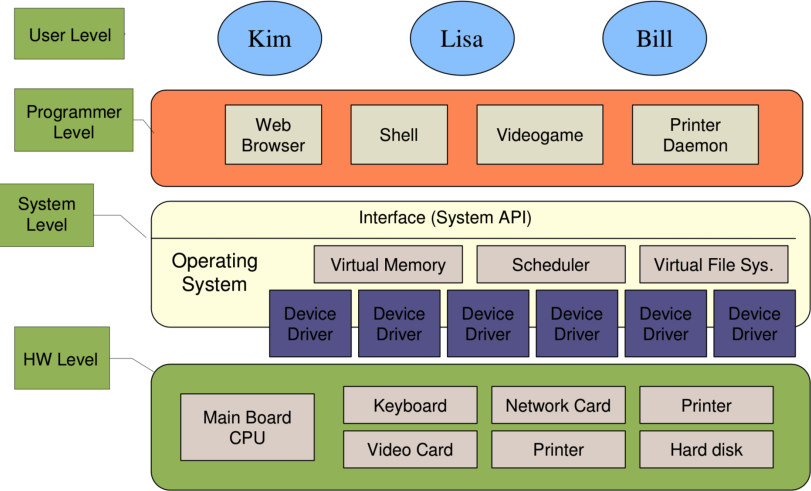 User Level
Kim
Lisa
Bill
Programmer
Level
Web
Browser
Shell
Videogame
Printer
Daemon
System
Level
Interface (System API)
Operating
System
Virtual Memory
Scheduler
Virtual File Sys.
Device
Driver
Device
Driver
Device
Driver
Device
Driver
Device
Driver
Device
Driver
HW Level
Main Board
CPU
Keyboard
Network Card
Printer
Video Card
Printer
Hard disk